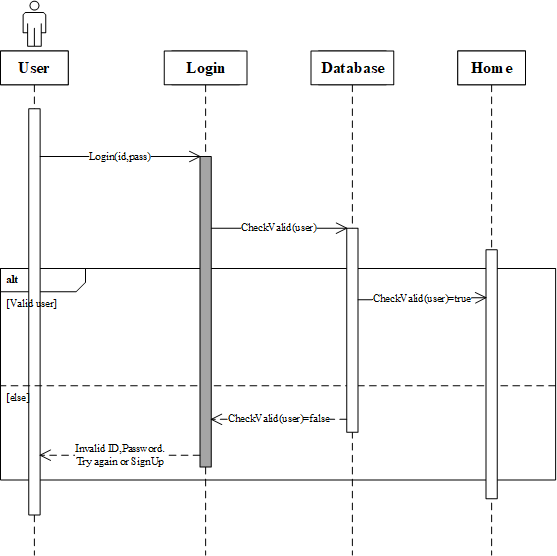 User
Login
Database
Home
Login(id,pass)
CheckValid(user)
alt
[Valid user]
CheckValid(user)=true
[else]
CheckValid(user)=false
Invalid ID,Password.
Try again or SignUp